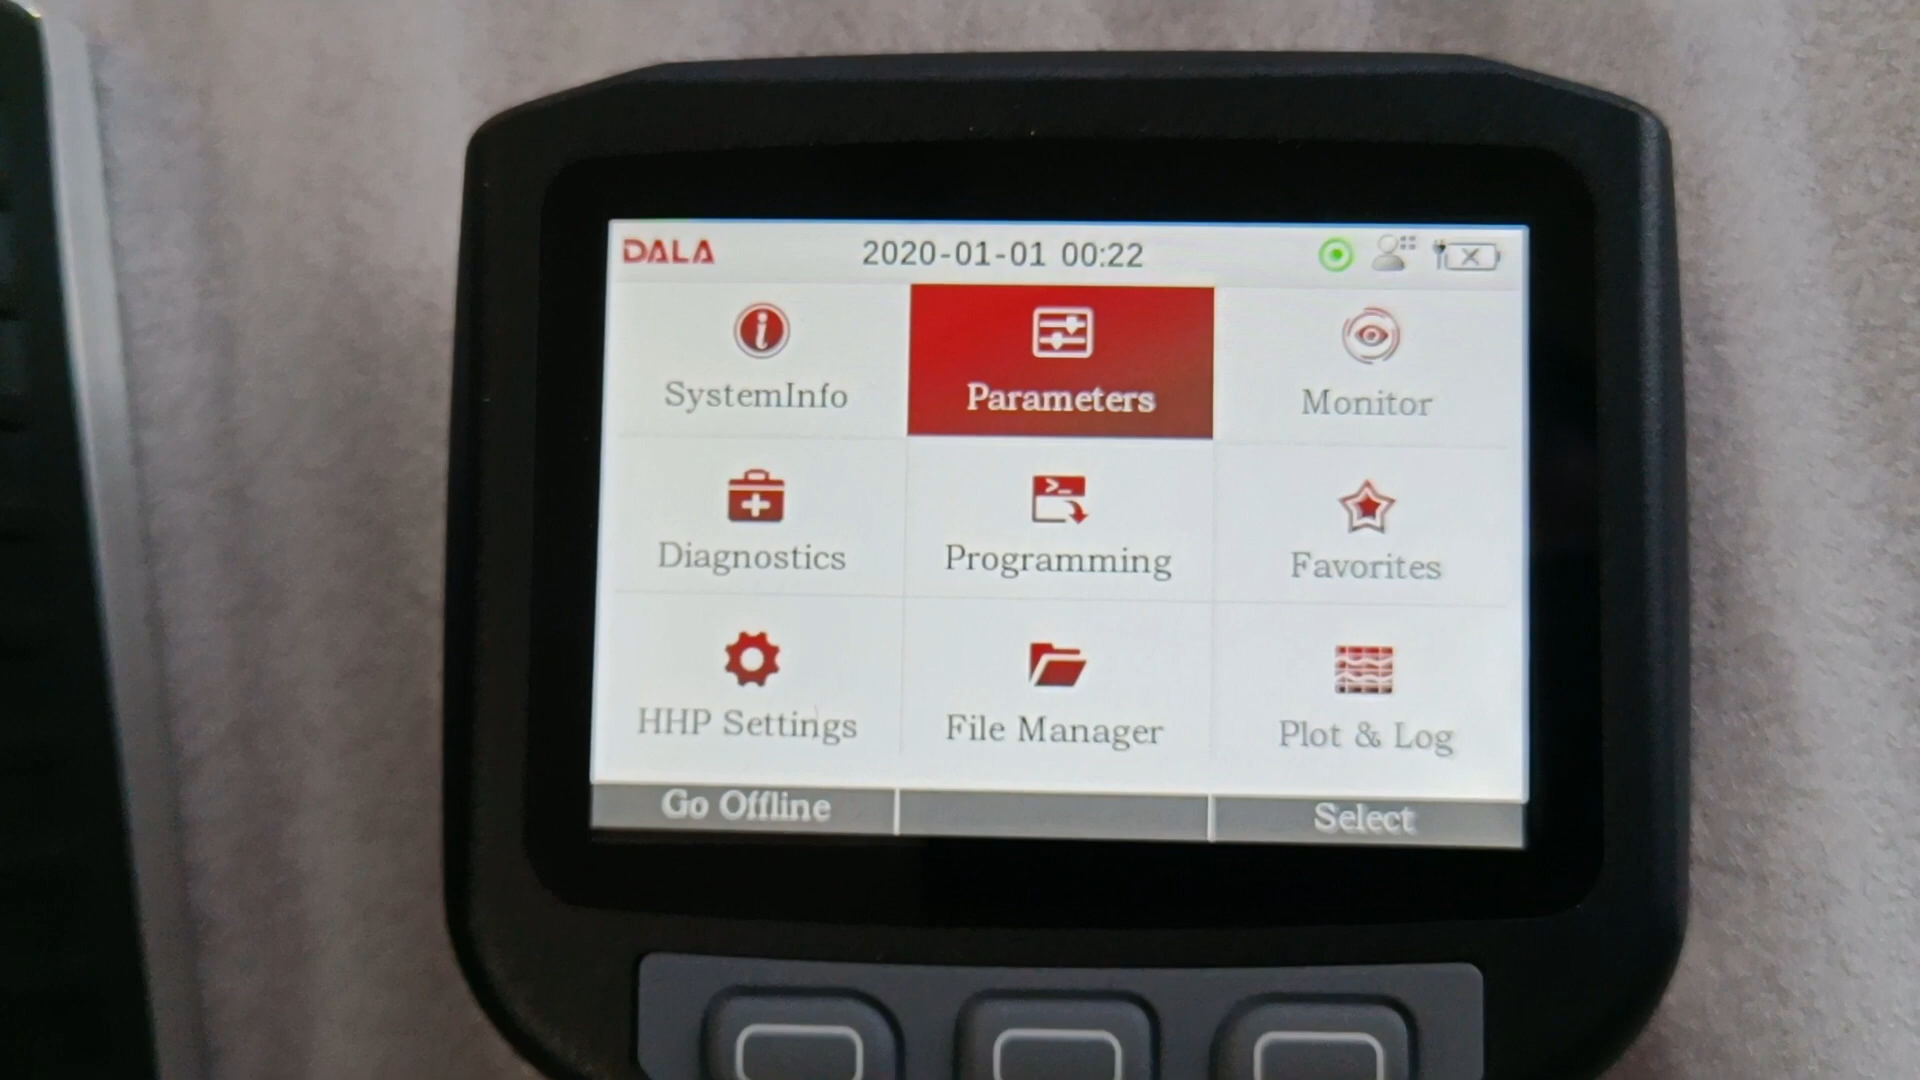 DALA 2020-01-01 00:22
SystemInfo Parameters Monitor
Diagnostics Programming Favorites
HHP Settings File Manager Plot & Log
Go Offline Select